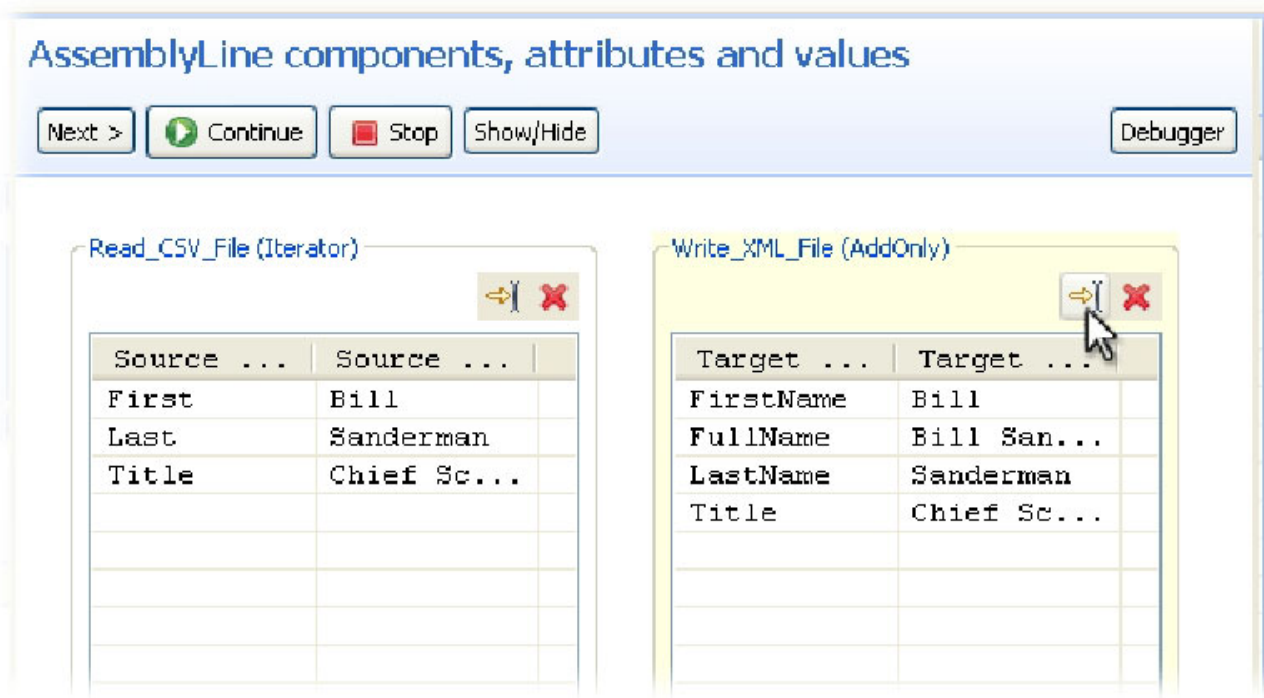 AssemblyLine components, attributes and values
Next > Continue Stop Show/Hide Debugger
Read_CSV_File (Iterator)
Source ... Source ...
First Bill
Last Sanderman
Title Chief Sc...
Write_XML_File (AddOnly)
Target ... Target ...
FirstName Bill
FullName Bill San...
LastName Sanderman
Title Chief Sc...